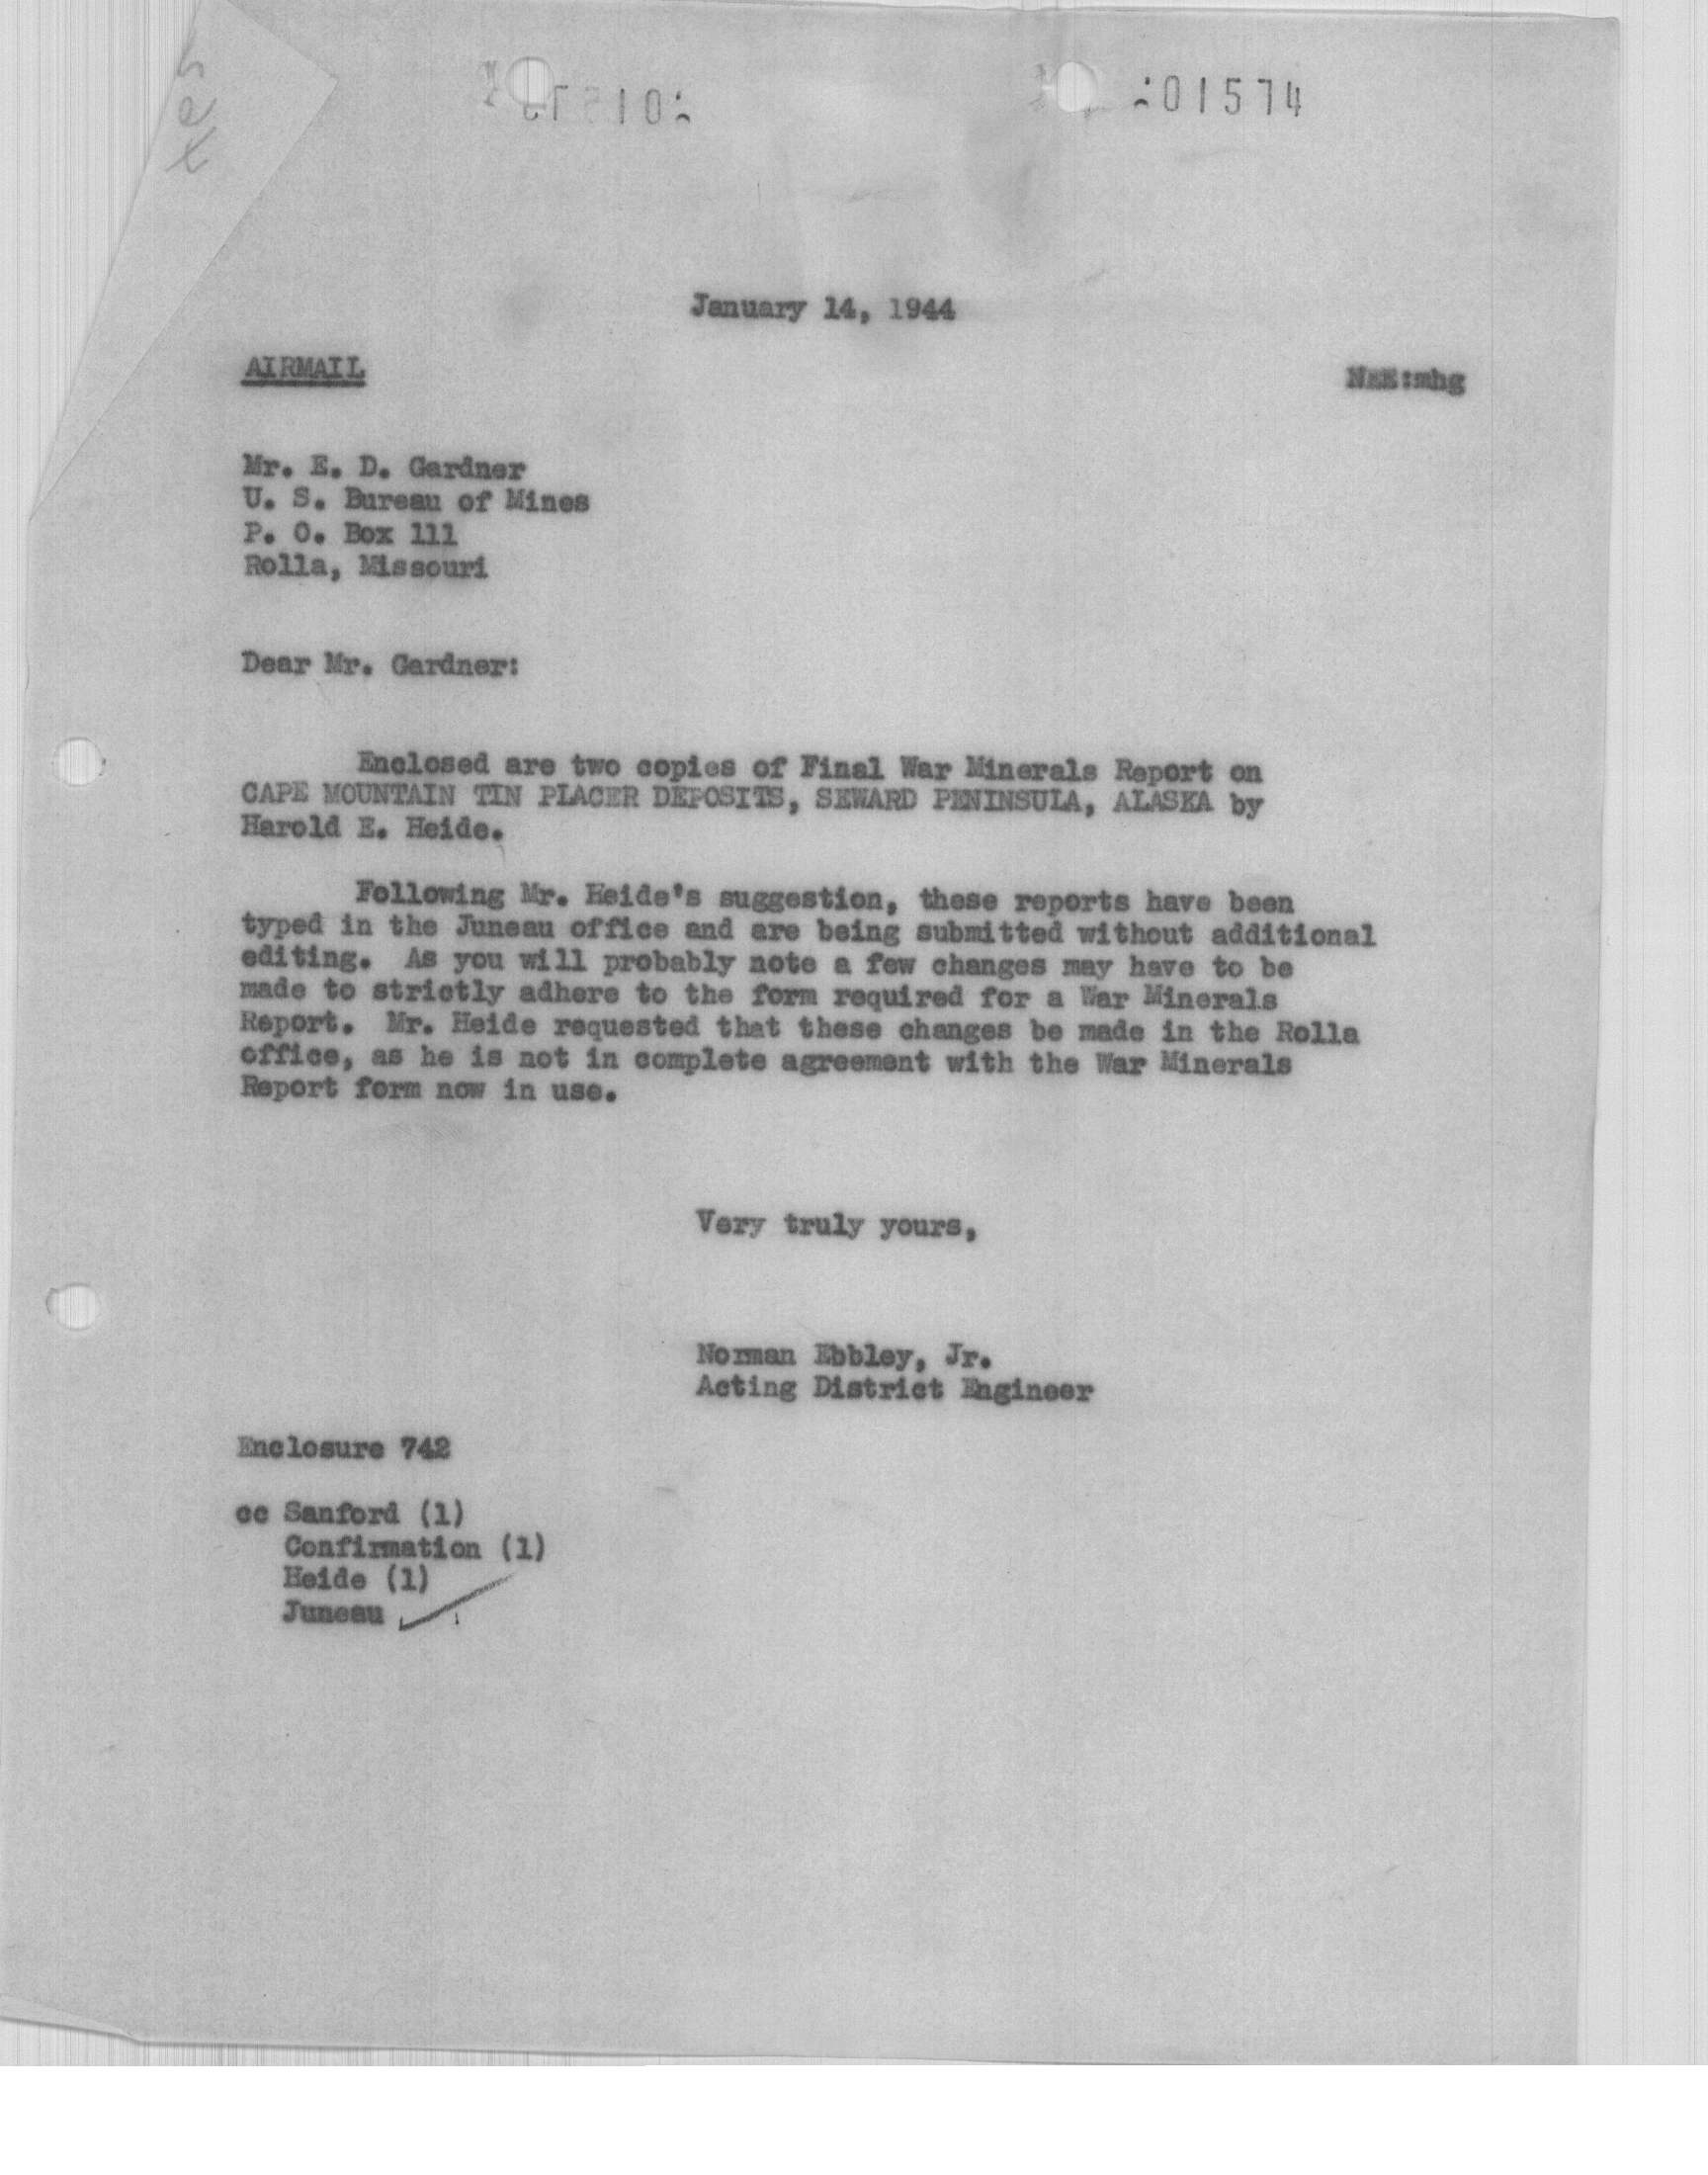 yes
01574
January 14, 1944
AIRMAIL
NEE:mhg
Mr. E. D. Gardner
U. S. Bureau of Mines
P. O. Box 111
Rolla, Missouri
Dear Mr. Gardner:
Enclosed are two copies of Final War Minerals Report on
CAPE MOUNTAIN TIN PLACER DEPOSITS, SEWARD PENINSULA, ALASKA by
Harold E. Heide.
Following Mr. Heide's suggestion, these reports have been
typed in the Juneau office and are being submitted without additional
editing. As you will probably note a few changes may have to be
made to strictly adhere to the form required for a War Minerals
Report. Mr. Heide requested that these changes be made in the Rolla
office, as he is not in complete agreement with the War Minerals
Report form now in use.
Very truly yours,
Norman Ebbley, Jr.
Acting District Engineer
Enclosure 742
cc Sanford (1)
Confirmation (1)
Heide (1)
Juneau